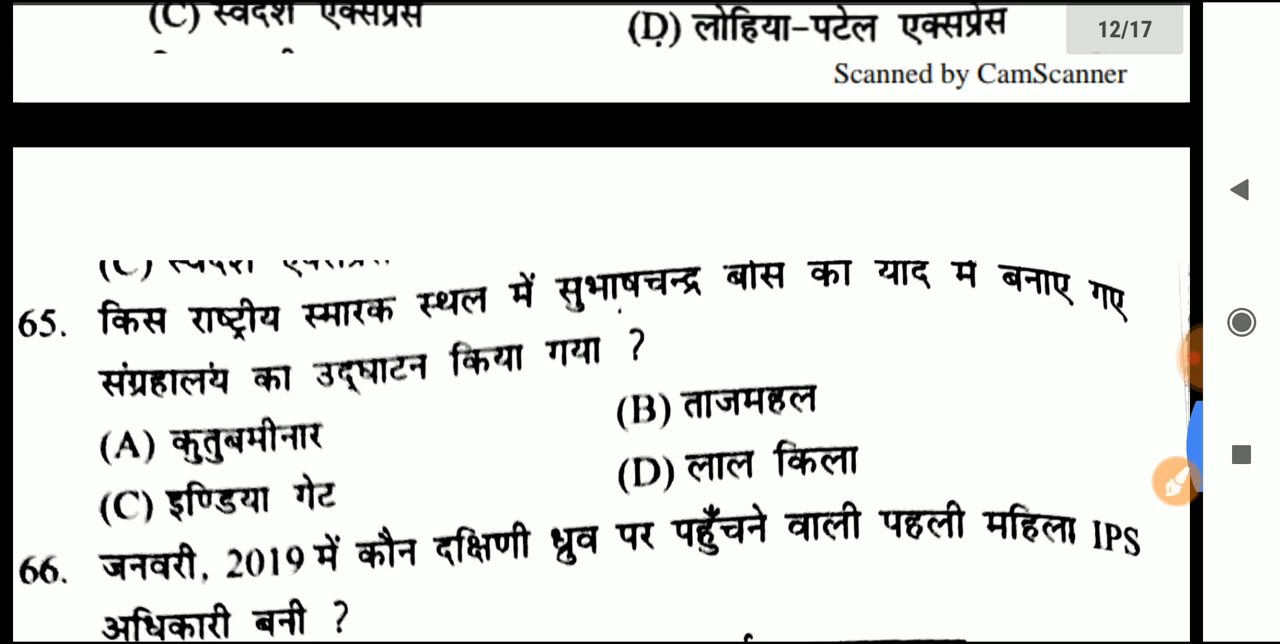 (C) स्वदेश एक्सप्रेस (D) लोहिया-पटेल एक्सप्रेस
12/17
Scanned by CamScanner
65. किस राष्ट्रीय स्मारक स्थल में सुभाषचन्द्र बोस की याद में बनाए गए
संग्रहालय का उद्घाटन किया गया ?
(A) कुतुबमीनार (B) ताजमहल
(C) इण्डिया गेट (D) लाल किला
66. जनवरी, 2019 में कौन दक्षिणी ध्रुव पर पहुँचने वाली पहली महिला IPS
अधिकारी बनी ?